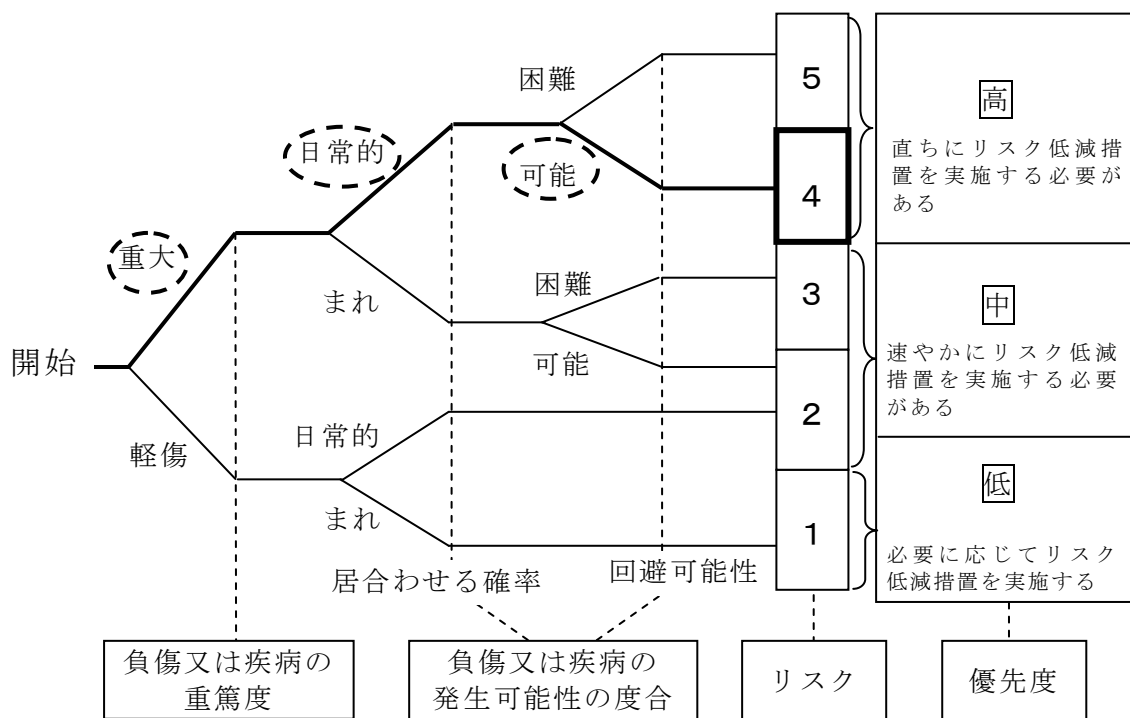 困難
日常的
可能
重大
まれ
困難
可能
開始
軽傷
日常的
まれ
居合わせる確率
回避可能性
5
4
3
2
1
高
直ちにリスク低減措
置を実施する必要が
ある
中
速やかにリスク低減
措置を実施する必要
がある
低
必要に応じてリスク
低減措置を実施する
負傷又は疾病の
重篤度
負傷又は疾病の
発生可能性の度合
リスク
優先度